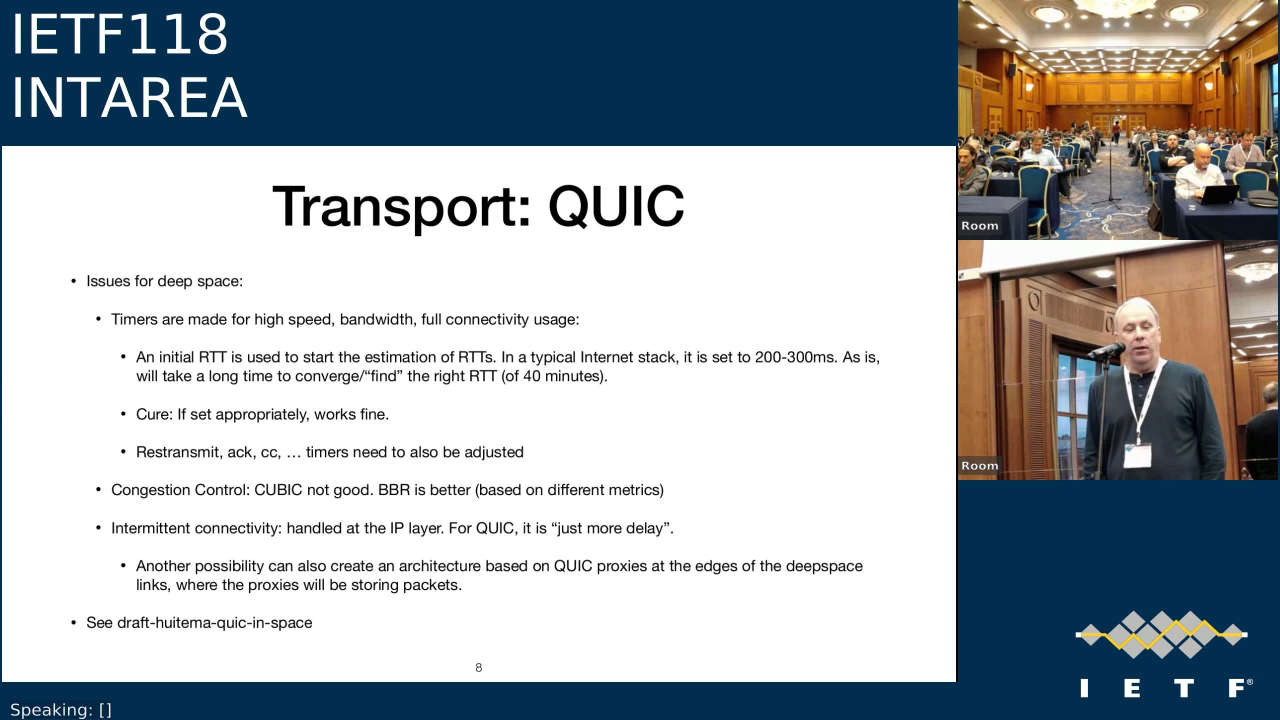 IETF118
INTAREA
Transport: QUIC
• Issues for deep space:
• Timers are made for high speed, bandwidth, full connectivity usage:
• An initial RTT is used to start the estimation of RTTs. In a typical Internet stack, it is set to 200-300ms. As is,
will take a long time to converge/“find” the right RTT (of 40 minutes).
• Cure: If set appropriately, works fine.
• Restransmit, ack, cc, … timers need to also be adjusted
• Congestion Control: CUBIC not good. BBR is better (based on different metrics)
• Intermittent connectivity: handled at the IP layer. For QUIC, it is “just more delay”.
• Another possibility can also create an architecture based on QUIC proxies at the edges of the deepspace
links, where the proxies will be storing packets.
• See draft-huitema-quic-in-space
8
Room
Room
I E T F®
Speaking: []